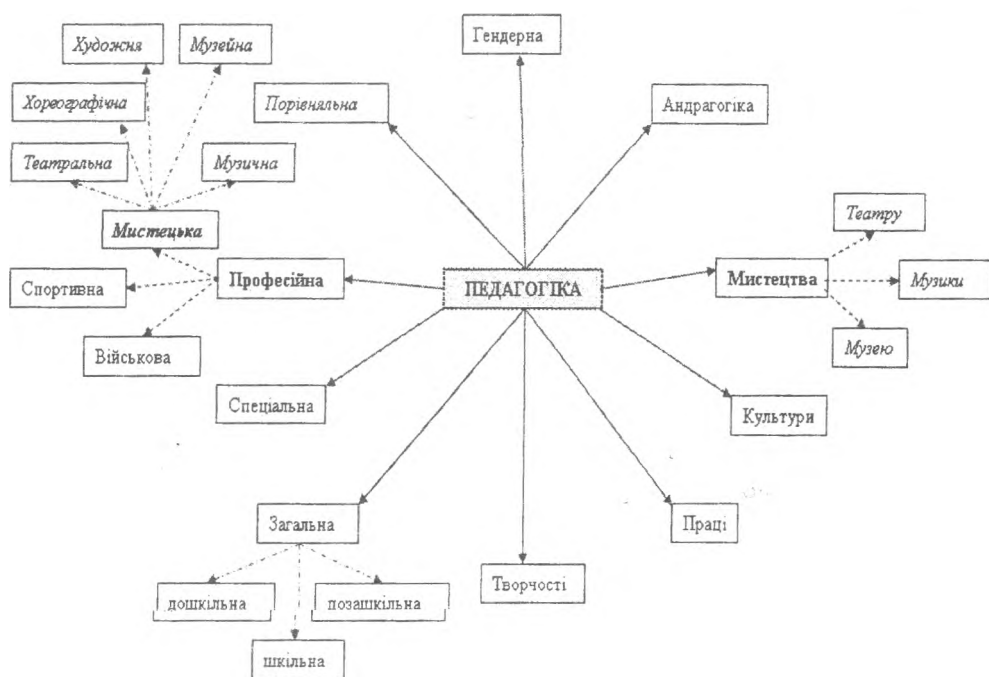 Гендерна
Художня
Музейна
Хореографічна
Порівняльна
Андрагогіка
Театральна
Музична
Мистецька
Театру
Спортивна
Професійна
ПЕДАГОГІКА
Мистецтва
Музики
Військова
Музею
Спеціальна
Культури
Загальна
Праці
Творчості
дошкільна
позашкільна
шкільна